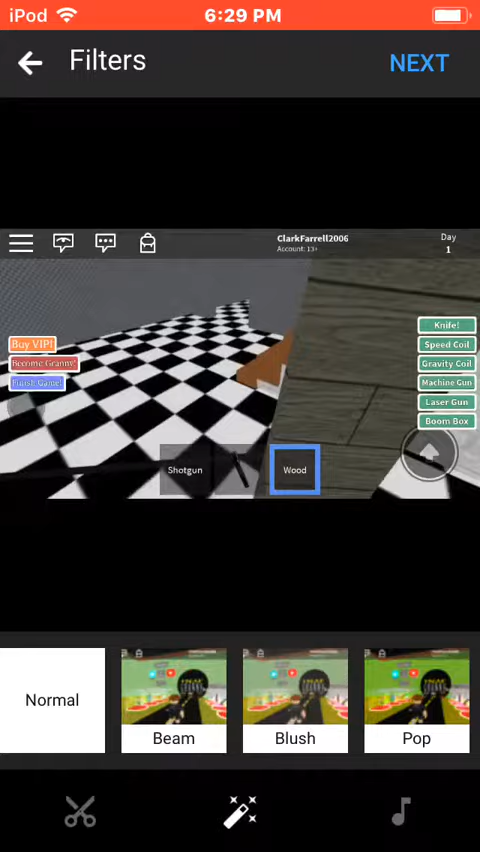 iPod 6:29 PM
Filters NEXT
ClarkFarrell2006
Account: 13+
Day
1
Buy VIP!
Become Granny!
Finish Game!
Knife!
Speed Coil
Gravity Coil
Machine Gun
Laser Gun
Boom Box
Shotgun
Wood
Normal
Beam
Blush
Pop